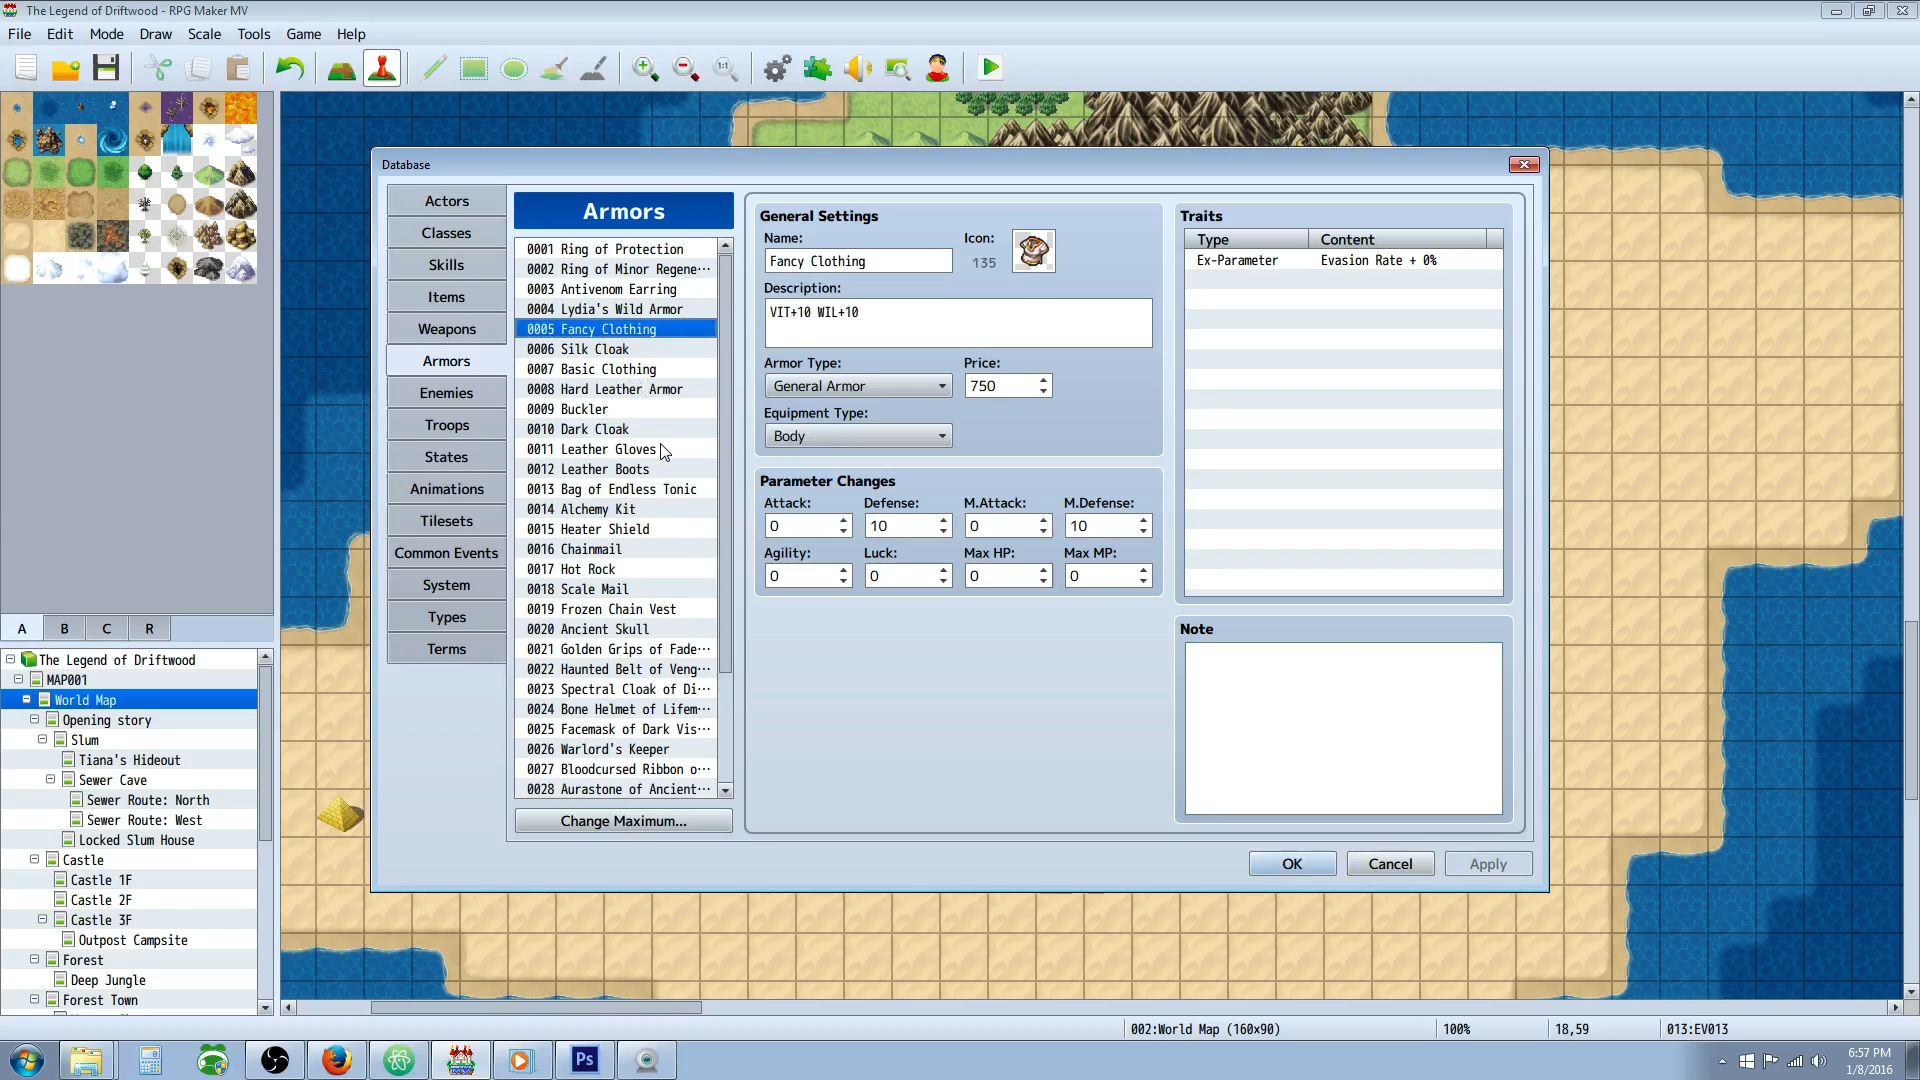 The Legend of Driftwood - RPG Maker MV
File Edit Mode Draw Scale Tools Game Help
1:1
Database
Actors
Classes
Skills
Items
Weapons
Armors
Enemies
Troops
States
Animations
Tilesets
Common Events
System
Types
Terms
Armors
0001 Ring of Protection
0002 Ring of Minor Regene···
0003 Antivenom Earring
0004 Lydia's Wild Armor
0005 Fancy Clothing
0006 Silk Cloak
0007 Basic Clothing
0008 Hard Leather Armor
0009 Buckler
0010 Dark Cloak
0011 Leather Gloves
0012 Leather Boots
0013 Bag of Endless Tonic
0014 Alchemy Kit
0015 Heater Shield
0016 Chainmail
0017 Hot Rock
0018 Scale Mail
0019 Frozen Chain Vest
0020 Ancient Skull
0021 Golden Grips of Fade···
0022 Haunted Belt of Veng···
0023 Spectral Cloak of Di···
0024 Bone Helmet of Lifem···
0025 Facemask of Dark Vis···
0026 Warlord's Keeper
0027 Bloodcursed Ribbon o···
0028 Aurastone of Ancient···
Change Maximum...
General Settings
Name: Icon:
Fancy Clothing 135
Description:
VIT+10 WIL+10
Armor Type: Price:
General Armor 750
Equipment Type:
Body
Parameter Changes
Attack: Defense: M.Attack: M.Defense:
0 10 0 10
Agility: Luck: Max HP: Max MP:
0 0 0 0
Traits
Type Content
Ex-Parameter Evasion Rate + 0%
Note
OK Cancel Apply
A B C R
The Legend of Driftwood
MAP001
World Map
Opening story
Slum
Tiana's Hideout
Sewer Cave
Sewer Route: North
Sewer Route: West
Locked Slum House
Castle
Castle 1F
Castle 2F
Castle 3F
Outpost Campsite
Forest
Deep Jungle
Forest Town
002:World Map (160x90) 100% 18,59 013:EV013
Ps
6:57 PM
1/8/2016